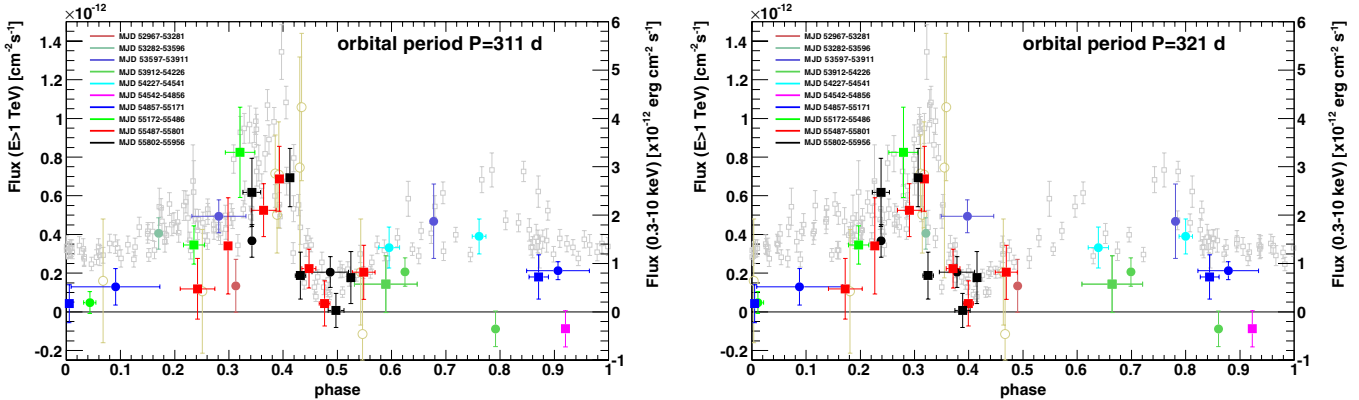 ×10⁻¹²
orbital period P=311 d
Flux (E>1 TeV) [cm⁻²s⁻¹]
1.4
1.2
1
0.8
0.6
0.4
0.2
0
-0.2
MJD 52967-53281
MJD 53282-53596
MJD 53597-53911
MJD 53912-54226
MJD 54227-54541
MJD 54542-54856
MJD 54857-55171
MJD 55172-55486
MJD 55487-55801
MJD 55802-55956
6
5
4
3
2
1
0
-1
Flux (0.3-10 keV) [x10⁻¹² erg cm⁻² s⁻¹]
0 0.1 0.2 0.3 0.4 0.5 0.6 0.7 0.8 0.9 1
phase
×10⁻¹²
orbital period P=321 d
Flux (E>1 TeV) [cm⁻²s⁻¹]
1.4
1.2
1
0.8
0.6
0.4
0.2
0
-0.2
MJD 52967-53281
MJD 53282-53596
MJD 53597-53911
MJD 53912-54226
MJD 54227-54541
MJD 54542-54856
MJD 54857-55171
MJD 55172-55486
MJD 55487-55801
MJD 55802-55956
6
5
4
3
2
1
0
-1
Flux (0.3-10 keV) [x10⁻¹² erg cm⁻² s⁻¹]
0 0.1 0.2 0.3 0.4 0.5 0.6 0.7 0.8 0.9 1
phase